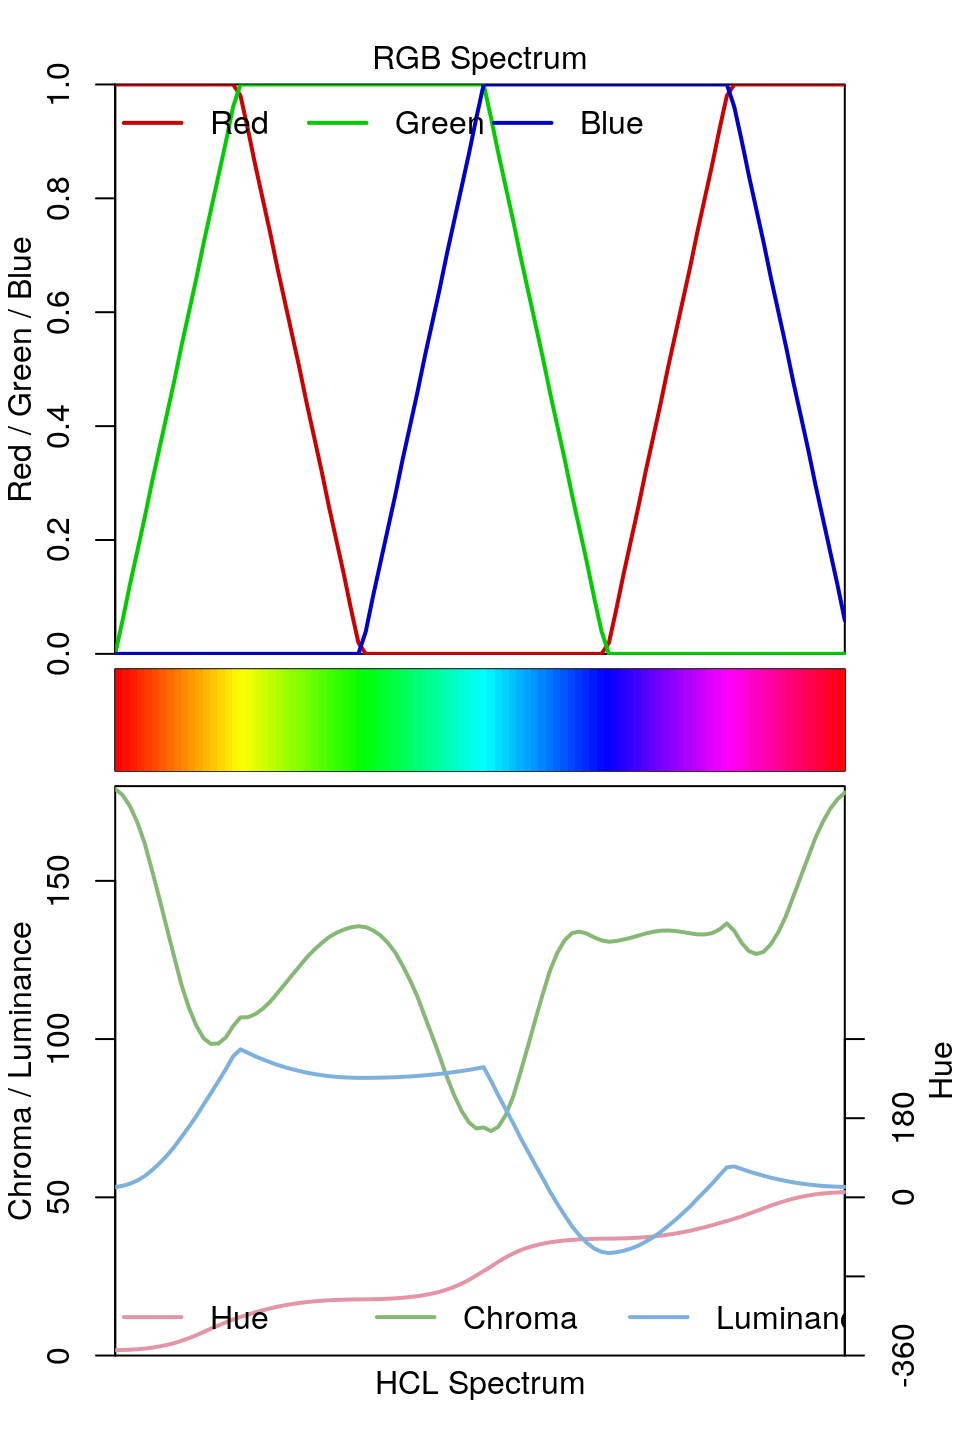 RGB Spectrum
1.0
0.8
0.6
0.4
0.2
0.0
Red / Green / Blue
Red Green Blue
150
100
50
0
Chroma / Luminance
Hue
180
0
-360
Hue Chroma Luminan
HCL Spectrum